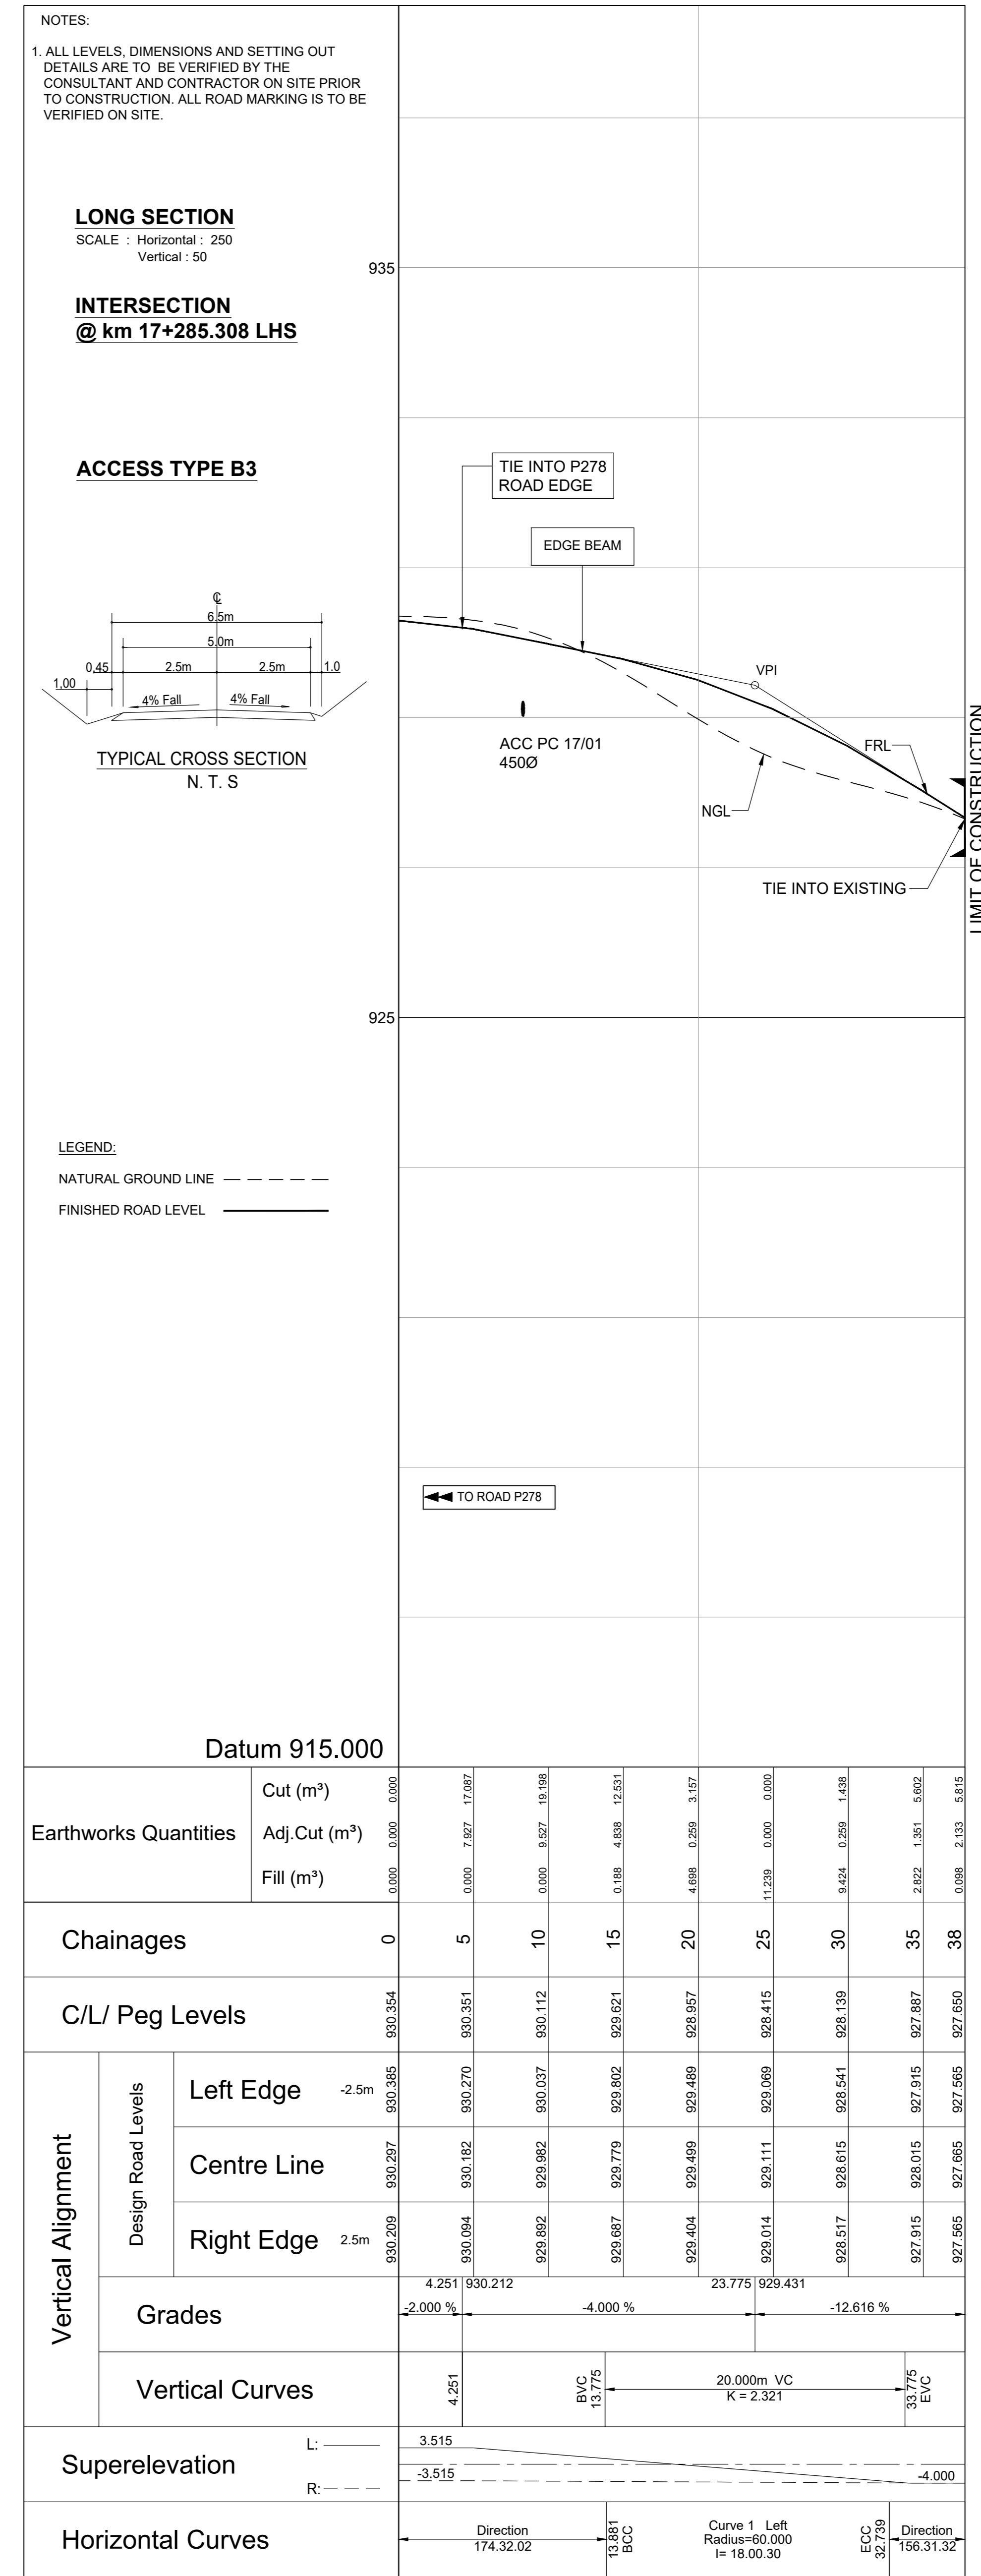 NOTES:
1. ALL LEVELS, DIMENSIONS AND SETTING OUT
DETAILS ARE TO BE VERIFIED BY THE
CONSULTANT AND CONTRACTOR ON SITE PRIOR
TO CONSTRUCTION. ALL ROAD MARKING IS TO BE
VERIFIED ON SITE.
LONG SECTION
SCALE : Horizontal : 250
Vertical : 50
INTERSECTION
@ km 17+285.308 LHS
ACCESS TYPE B3
6.5m
5.0m
0,45 2.5m 2.5m 1.0
1,00
4% Fall 4% Fall
TYPICAL CROSS SECTION
N. T. S
935
TIE INTO P278
ROAD EDGE
EDGE BEAM
VPI
ACC PC 17/01
450Ø
FRL
NGL
TIE INTO EXISTING
LIMIT OF CONSTRUCTION
925
LEGEND:
NATURAL GROUND LINE
FINISHED ROAD LEVEL
TO ROAD P278
Datum 915.000
Earthworks Quantities
Cut (m³) 0.000 17.087 19.198 12.531 3.157 0.000 1.438 5.602 5.815
Adj.Cut (m³) 0.000 7.927 9.527 4.838 0.259 0.000 0.259 1.351 2.133
Fill (m³) 0.000 0.000 0.000 0.188 4.698 11.239 9.424 2.822 0.098
Chainages 0 5 10 15 20 25 30 35 38
C/L/ Peg Levels 930.354 930.351 930.112 929.621 928.957 928.415 928.139 927.887 927.650
Vertical Alignment
Design Road Levels
Left Edge -2.5m 930.385 930.270 930.037 929.802 929.489 929.069 928.541 927.915 927.565
Centre Line 930.297 930.182 929.982 929.779 929.499 929.111 928.615 928.015 927.665
Right Edge 2.5m 930.209 930.094 929.892 929.687 929.404 929.014 928.517 927.915 927.565
Grades
4.251 930.212 23.775 929.431
-2.000 % -4.000 % -12.616 %
Vertical Curves
4.251
BVC
13.775
20.000m VC
K = 2.321
33.775
EVC
Superelevation
L:
R:
3.515
-3.515
-4.000
Horizontal Curves
Direction
174.32.02
13.881
BCC
Curve 1 Left
Radius=60.000
I= 18.00.30
ECC
32.739
Direction
156.31.32